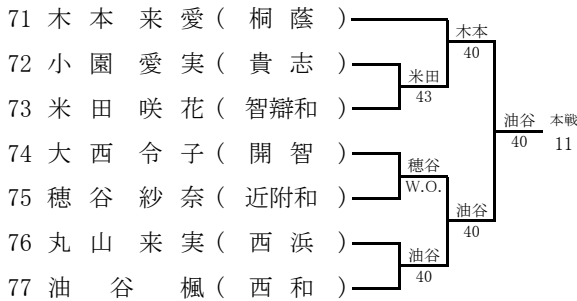 71 木本 来愛 ( 桐蔭 )
72 小園 愛実 ( 貴志 )
73 米田 咲花 ( 智辯和 )
74 大西 令子 ( 開智 )
75 穂谷 紗奈 ( 近附和 )
76 丸山 来実 ( 西浜 )
77 油谷 楓 ( 西和 )
木本
40
米田
43
油谷
40
本戦
11
穂谷
W.O.
油谷
40
油谷
40